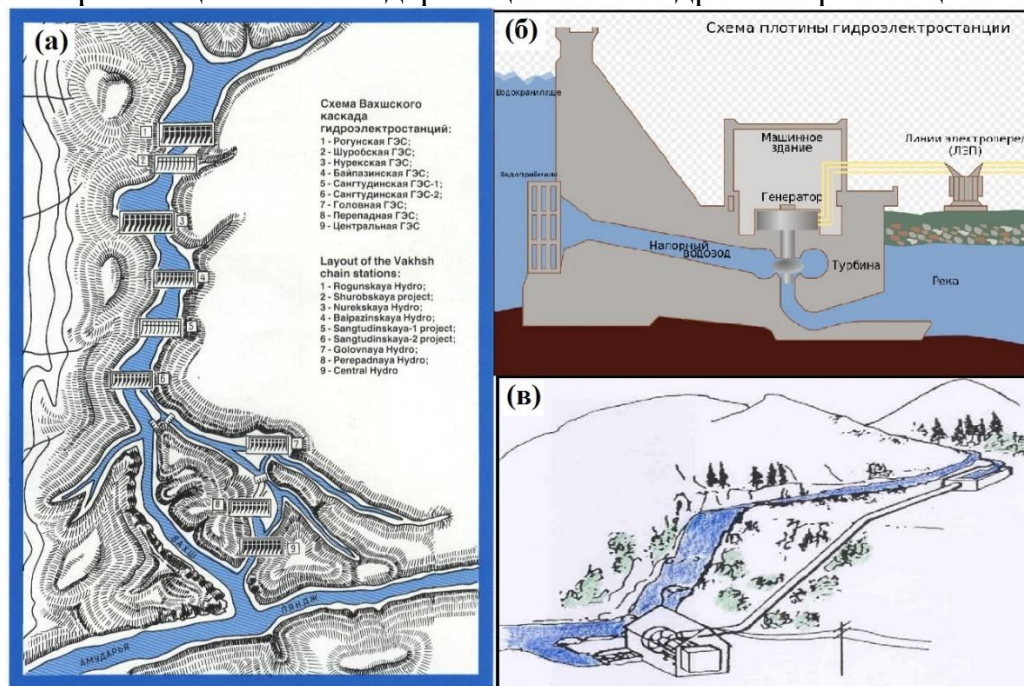 (а)
Схема Вахшского
каскада
гидроэлектростанций:
1 - Рогунская ГЭС;
2 - Шуробская ГЭС;
3 - Нурекская ГЭС;
4 - Байпазинская ГЭС;
5 - Сангтудинская ГЭС-1;
6 - Сангтудинская ГЭС-2;
7 - Головная ГЭС;
8 - Перепадная ГЭС;
9 - Центральная ГЭС
Layout of the Vakhsh
chain stations:
1 - Rogunskaya Hydro;
2 - Shurobskaya project;
3 - Nurekskaya Hydro;
4 - Baipazinskaya Hydro;
5 - Sangtudinskaya-1 project;
6 - Sangtudinskaya-2 project;
7 - Golovnaya Hydro;
8 - Perepadnaya Hydro;
9 - Central Hydro
1
2
3
4
5
6
7
8
9
ВАХШ
ПЯНДЖ
АМУДАРЬЯ
(б)
Схема плотины гидроэлектростанции
Водохранилище
Машинное
здание
Линии электропередач
(ЛЭП)
Генератор
Напорный
водовод
Турбина
Река
(в)